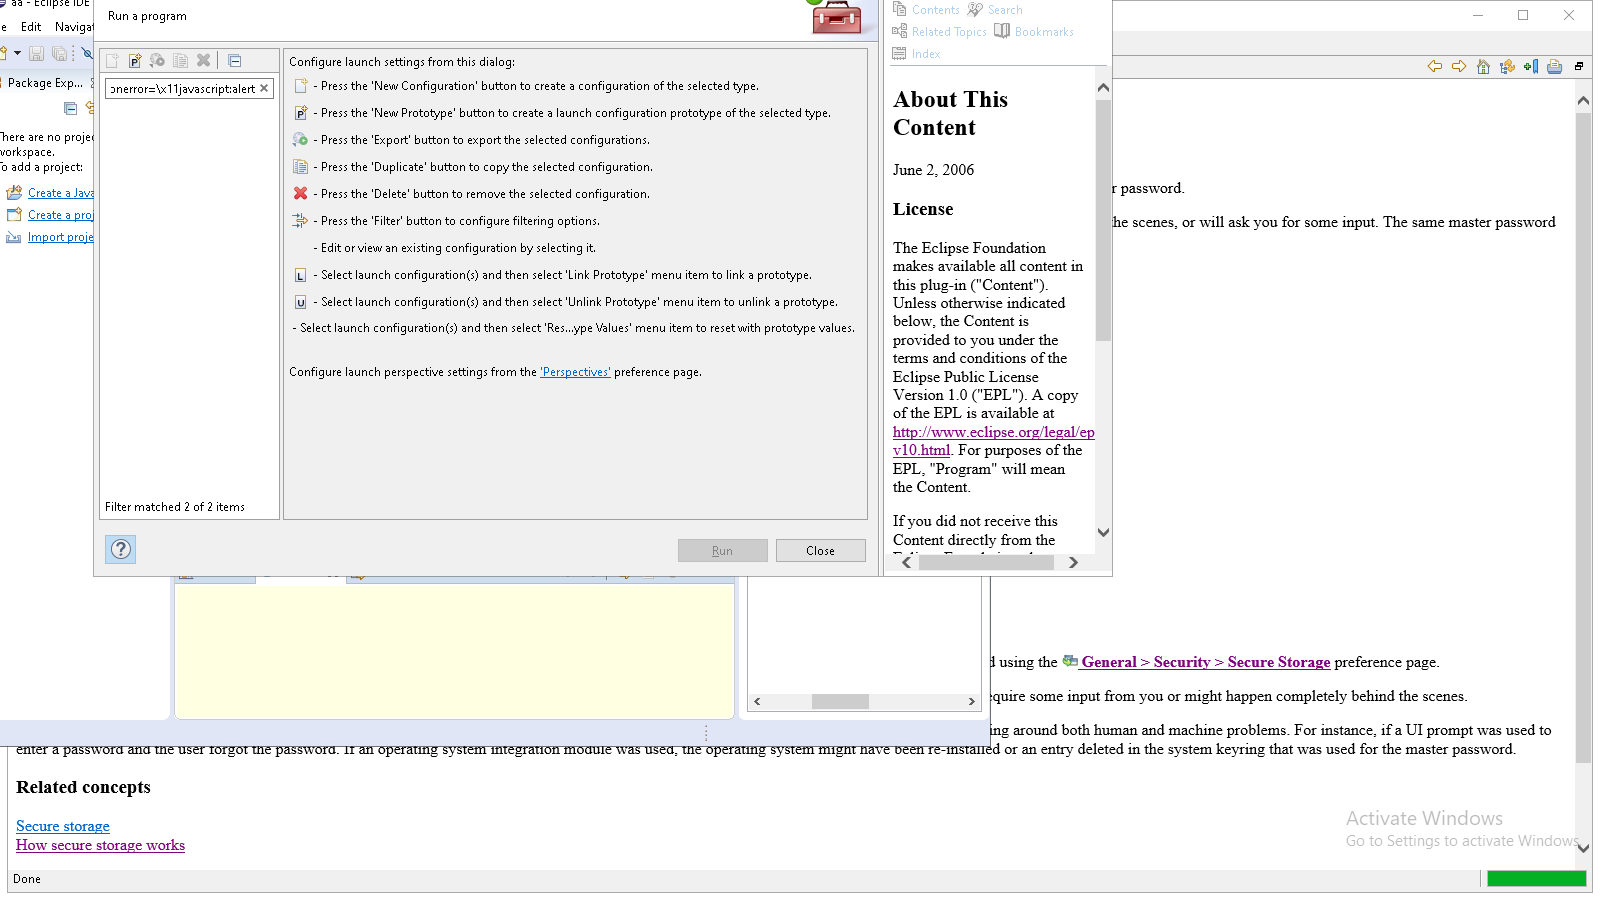 aa - Eclipse IDE
Edit
Package Exp...
There are no
workspace.
To add a project:
Create a Java
Create a
Import
Run a program
onerror=\x11javascript:alert
Filter matched 2 of 2 items
Configure launch settings from this dialog:
- Press the 'New Configuration' button to create a configuration of the selected type.
- Press the 'New Prototype' button to create a launch configuration prototype of the selected type.
- Press the 'Export' button to export the selected configurations.
- Press the 'Duplicate' button to copy the selected configuration.
- Press the 'Delete' button to remove the selected configuration.
- Press the 'Filter' button to configure filtering options.
- Edit or view an existing configuration by selecting it.
- Select launch configuration(s) and then select 'Link Prototype' menu item to link a prototype.
- Select launch configuration(s) and then select 'Unlink Prototype' menu item to unlink a prototype.
- Select launch configuration(s) and then select 'Res...ype Values' menu item to reset with prototype values.
Configure launch perspective settings from the 'Perspectives' preference page.
Run
Close
Contents Search
Related Topics Bookmarks
Index
About This
Content
June 2, 2006
License
The Eclipse Foundation
makes available all content in
this plug-in ("Content").
Unless otherwise indicated
below, the Content is
provided to you under the
terms and conditions of the
Eclipse Public License
Version 1.0 ("EPL"). A copy
of the EPL is available at
http://www.eclipse.org/legal/ep
v10.html. For purposes of the
EPL, "Program" will mean
the Content.
If you did not receive this
Content directly from the
password.
the scenes, or will ask you for some input. The same master password
using the General > Security > Secure Storage preference page.
require some input from you or might happen completely behind the scenes.
around both human and machine problems. For instance, if a UI prompt was used to
enter a password and the user forgot the password. If an operating system integration module was used, the operating system might have been re-installed or an entry deleted in the system keyring that was used for the master password.
Related concepts
Secure storage
How secure storage works
Activate Windows
Go to Settings to activate Windows.
Done